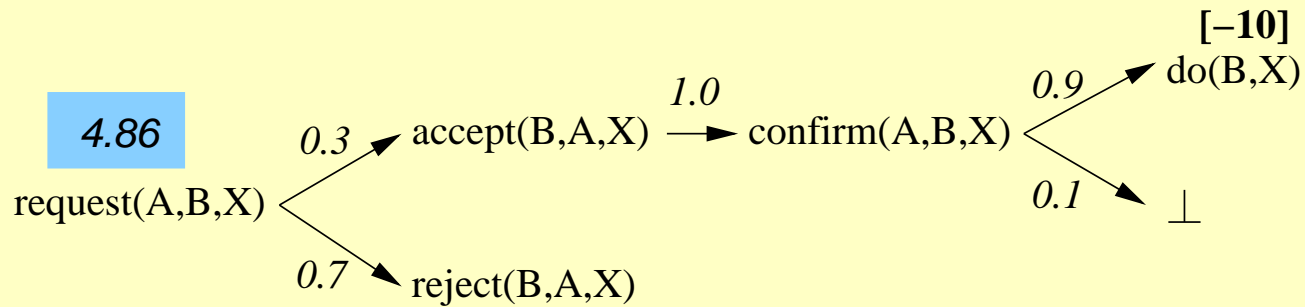 [−10]
do(B,X)
0.9
1.0
4.86
0.3
accept(B,A,X)
confirm(A,B,X)
request(A,B,X)
0.1
⊥
0.7
reject(B,A,X)